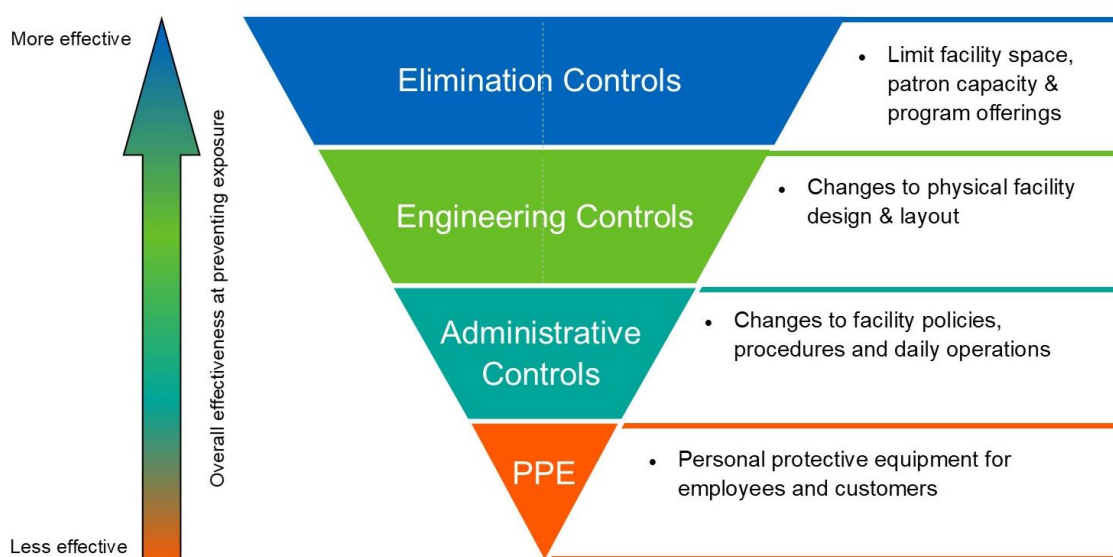 More effective
Overall effectiveness at preventing exposure
Less effective
Elimination Controls
• Limit facility space,
patron capacity &
program offerings
Engineering Controls
• Changes to physical facility
design & layout
Administrative
Controls
• Changes to facility policies,
procedures and daily operations
PPE
• Personal protective equipment for
employees and customers